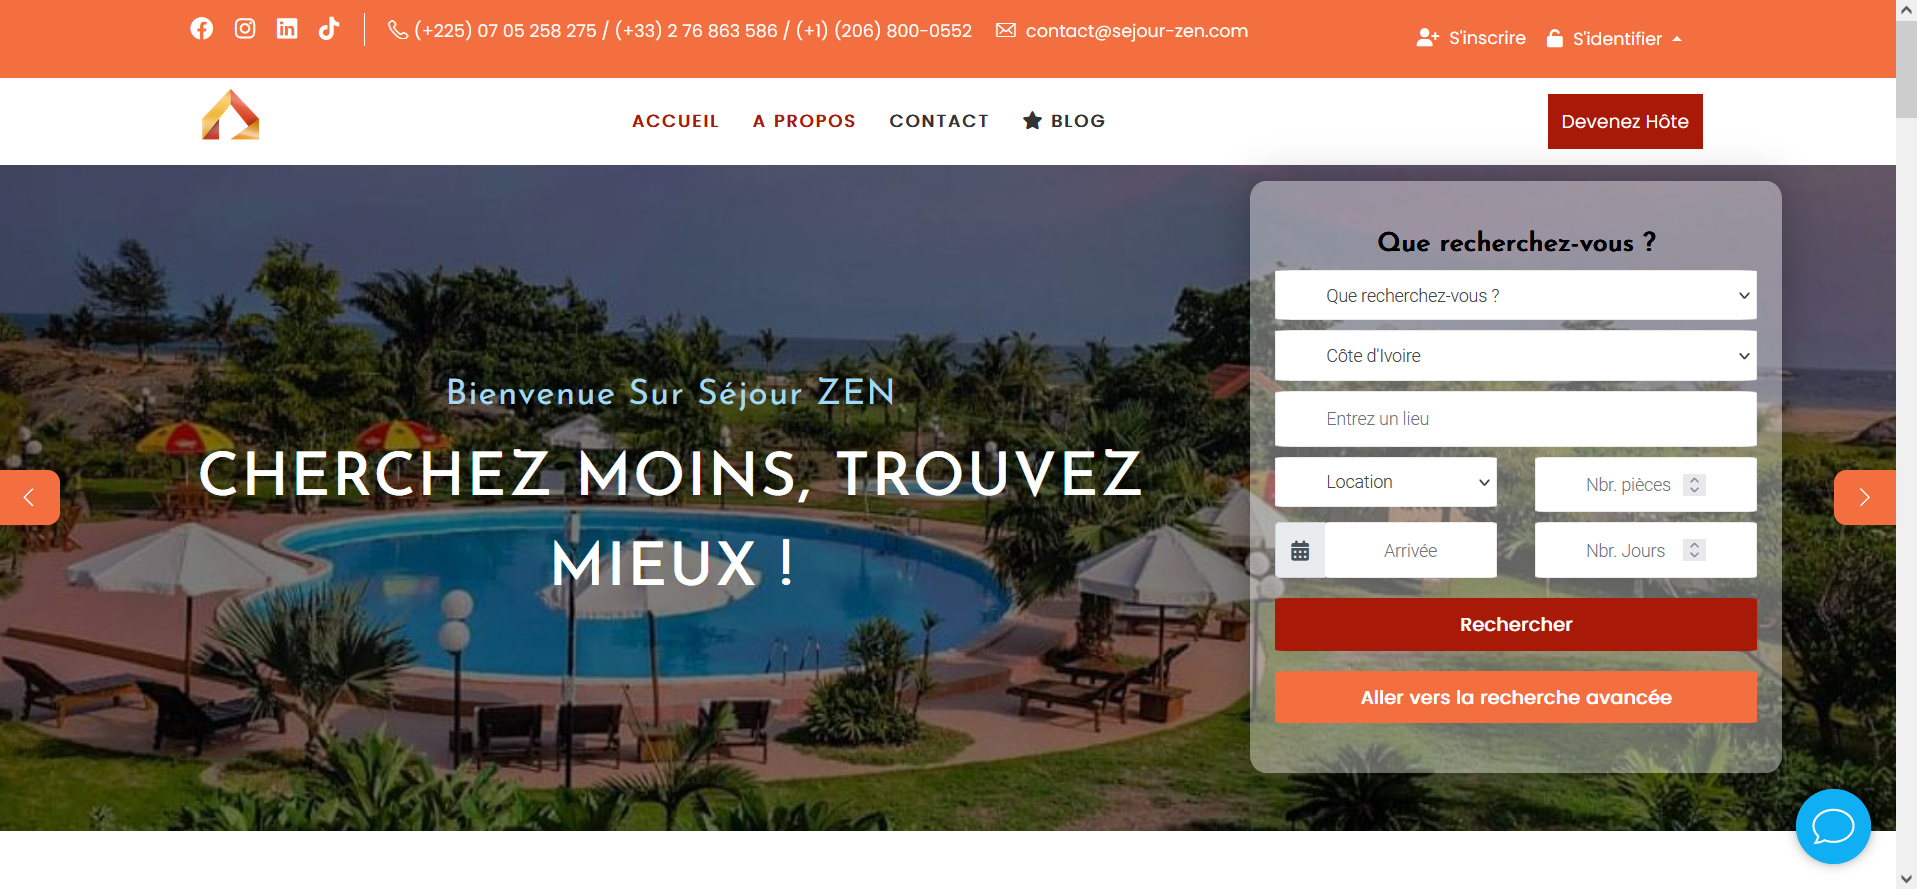 (+225) 07 05 258 275 / (+33) 2 76 863 586 / (+1) (206) 800-0552 contact@sejour-zen.com S'inscrire S'identifier
ACCUEIL A PROPOS CONTACT BLOG Devenez Hôte
Bienvenue Sur Séjour ZEN
CHERCHEZ MOINS, TROUVEZ
MIEUX !
Que recherchez-vous ?
Que recherchez-vous ?
Côte d'Ivoire
Entrez un lieu
Location Nbr. pièces
Arrivée Nbr. Jours
Rechercher
Aller vers la recherche avancée